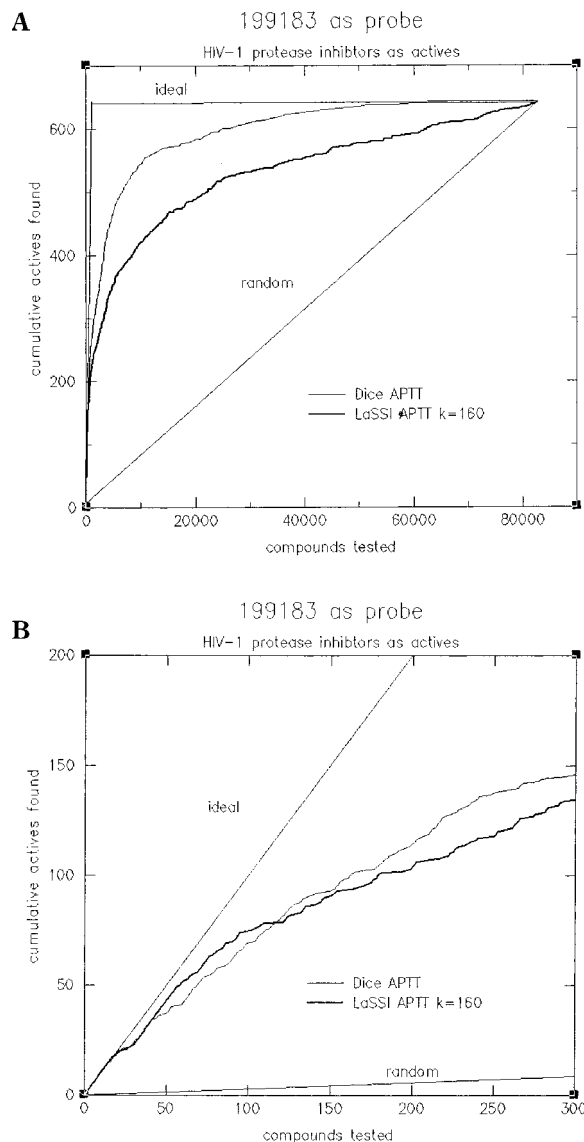 A
199183 as probe
HIV-1 protease inhibtors as actives
ideal
random
Dice APTT
LaSSI APTT k=160
cumulative actives found
0
200
400
600
0
20000
40000
60000
80000
compounds tested
B
199183 as probe
HIV-1 protease inhibtors as actives
ideal
Dice APTT
LaSSI APTT k=160
random
cumulative actives found
0
50
100
150
200
0
50
100
150
200
250
300
compounds tested